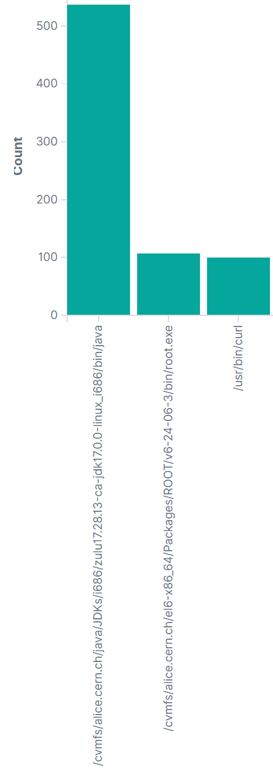 500
400
300
200
100
0
Count
/cvmfs/alice.cern.ch/java/JDKs/i686/zulu17.28.13-ca-jdk17.0.0-linux_i686/bin/java
/cvmfs/alice.cern.ch/el6-x86_64/Packages/ROOT/v6-24-06-3/bin/root.exe
/usr/bin/curl